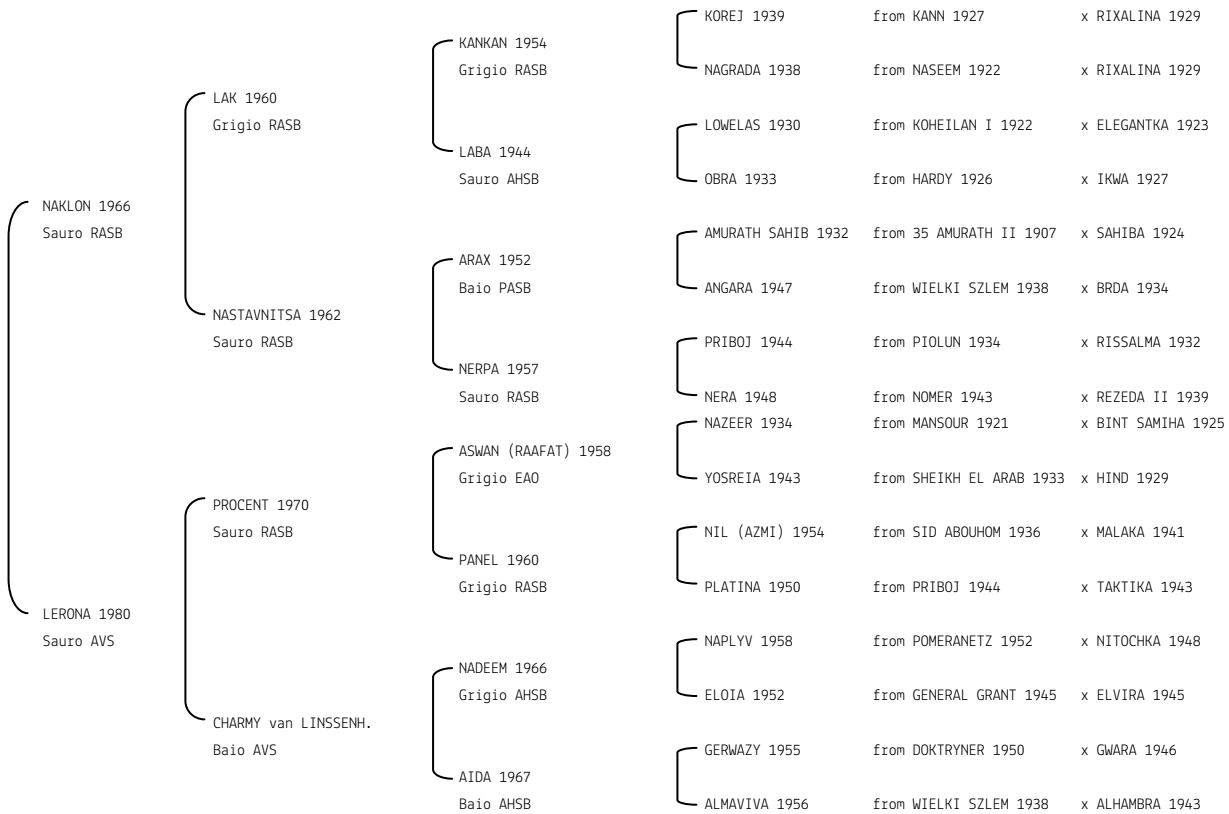 KOREJ 1939 from KANN 1927 x RIXALINA 1929
KANKAN 1954
Grigio RASB NAGRADA 1938 from NASEEM 1922 x RIXALINA 1929
LAK 1960
Grigio RASB LOWELAS 1930 from KOHEILAN I 1922 x ELEGANTKA 1923
LABA 1944
Sauro AHSB OBRA 1933 from HARDY 1926 x IKWA 1927
NAKLON 1966
Sauro RASB AMURATH SAHIB 1932 from 35 AMURATH II 1907 x SAHIBA 1924
ARAX 1952
Baio PASB ANGARA 1947 from WIELKI SZLEM 1938 x BRDA 1934
NASTAVNITSA 1962
Sauro RASB PRIBOJ 1944 from PIOLUN 1934 x RISSALMA 1932
NERPA 1957
Sauro RASB NERA 1948 from NOMER 1943 x REZEDA II 1939
NAZEER 1934 from MANSOUR 1921 x BINT SAMIHA 1925
ASWAN (RAAFAT) 1958
Grigio EAO YOSREIA 1943 from SHEIKH EL ARAB 1933 x HIND 1929
PROCENT 1970
Sauro RASB NIL (AZMI) 1954 from SID ABOUHOM 1936 x MALAKA 1941
PANEL 1960
Grigio RASB PLATINA 1950 from PRIBOJ 1944 x TAKTIKA 1943
LERONA 1980
Sauro AVS NAPLYV 1958 from POMERANETZ 1952 x NITOCHKA 1948
NADEEM 1966
Grigio AHSB ELOIA 1952 from GENERAL GRANT 1945 x ELVIRA 1945
CHARMY van LINSSENH.
Baio AVS GERWAZY 1955 from DOKTRYNER 1950 x GWARA 1946
AIDA 1967
Baio AHSB ALMAVIVA 1956 from WIELKI SZLEM 1938 x ALHAMBRA 1943